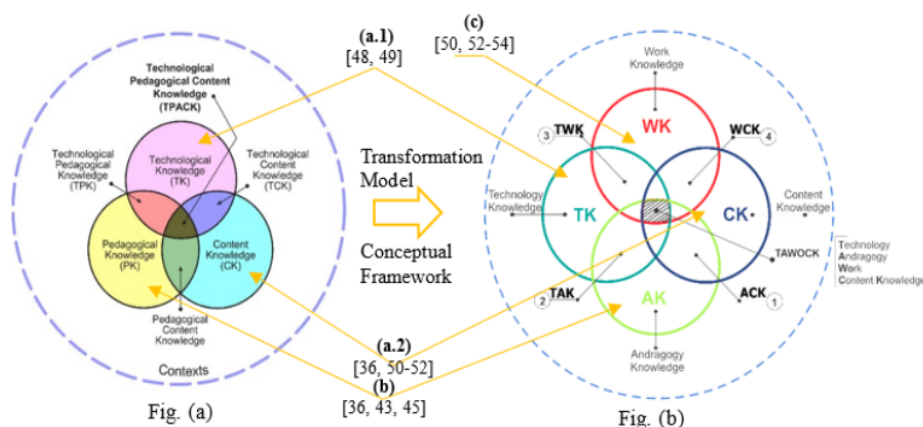 (a.1)
[48, 49]
(c)
[50, 52-54]
Technological
Pedagogical Content
Knowledge
(TPACK)
Technological
Pedagogical
Knowledge
(TPK)
Technological
Knowledge
(TK)
Technological
Content
Knowledge
(TCK)
Pedagogical
Knowledge
(PK)
Content
Knowledge
(CK)
Pedagogical
Content
Knowledge
Contexts
Fig. (a)
Transformation
Model
Conceptual
Framework
(a.2)
[36, 50-52]
(b)
[36, 43, 45]
Work
Knowledge
WK
3 TWK
WCK 4
Technology
Knowledge
TK
CK
Content
Knowledge
TAWOCK
Technology
Andragogy
Work
Content Knowledge
TAK
2
ACK 1
AK
Andragogy
Knowledge
Fig. (b)